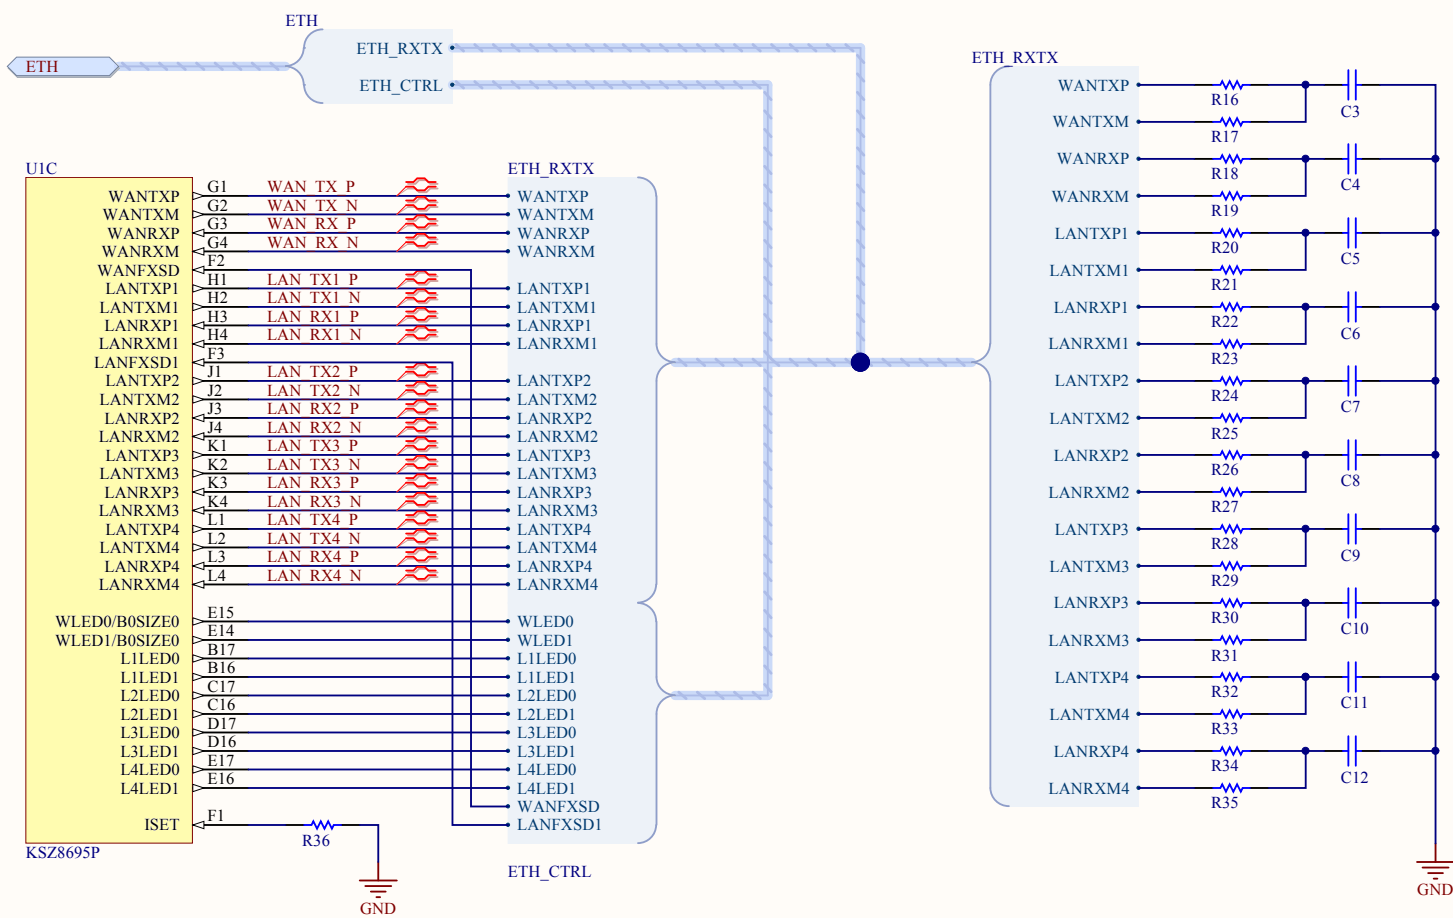 ETH
ETH
ETH_RXTX
ETH_CTRL
U1C
WANTXP G1 WAN_TX_P
WANTXM G2 WAN_TX_N
WANRXP G3 WAN_RX_P
WANRXM G4 WAN_RX_N
WANFXSD F2
LANTXP1 H1 LAN_TX1_P
LANTXM1 H2 LAN_TX1_N
LANRXP1 H3 LAN_RX1_P
LANRXM1 H4 LAN_RX1_N
LANFXSD1 F3
LANTXP2 J1 LAN_TX2_P
LANTXM2 J2 LAN_TX2_N
LANRXP2 J3 LAN_RX2_P
LANRXM2 J4 LAN_RX2_N
LANTXP3 K1 LAN_TX3_P
LANTXM3 K2 LAN_TX3_N
LANRXP3 K3 LAN_RX3_P
LANRXM3 K4 LAN_RX3_N
LANTXP4 L1 LAN_TX4_P
LANTXM4 L2 LAN_TX4_N
LANRXP4 L3 LAN_RX4_P
LANRXM4 L4 LAN_RX4_N
WLED0/B0SIZE0 E15
WLED1/B0SIZE0 E14
L1LED0 B17
L1LED1 B16
L2LED0 C17
L2LED1 C16
L3LED0 D17
L3LED1 D16
L4LED0 E17
L4LED1 E16
ISET F1
R36
KSZ8695P
GND
ETH_RXTX
WANTXP
WANTXM
WANRXP
WANRXM
LANTXP1
LANTXM1
LANRXP1
LANRXM1
LANTXP2
LANTXM2
LANRXP2
LANRXM2
LANTXP3
LANTXM3
LANRXP3
LANRXM3
LANTXP4
LANTXM4
LANRXP4
LANRXM4
WLED0
WLED1
L1LED0
L1LED1
L2LED0
L2LED1
L3LED0
L3LED1
L4LED0
L4LED1
WANFXSD
LANFXSD1
ETH_CTRL
ETH_RXTX
WANTXP R16 C3
WANTXM R17
WANRXP R18 C4
WANRXM R19
LANTXP1 R20 C5
LANTXM1 R21
LANRXP1 R22 C6
LANRXM1 R23
LANTXP2 R24 C7
LANTXM2 R25
LANRXP2 R26 C8
LANRXM2 R27
LANTXP3 R28 C9
LANTXM3 R29
LANRXP3 R30 C10
LANRXM3 R31
LANTXP4 R32 C11
LANTXM4 R33
LANRXP4 R34 C12
LANRXM4 R35
GND